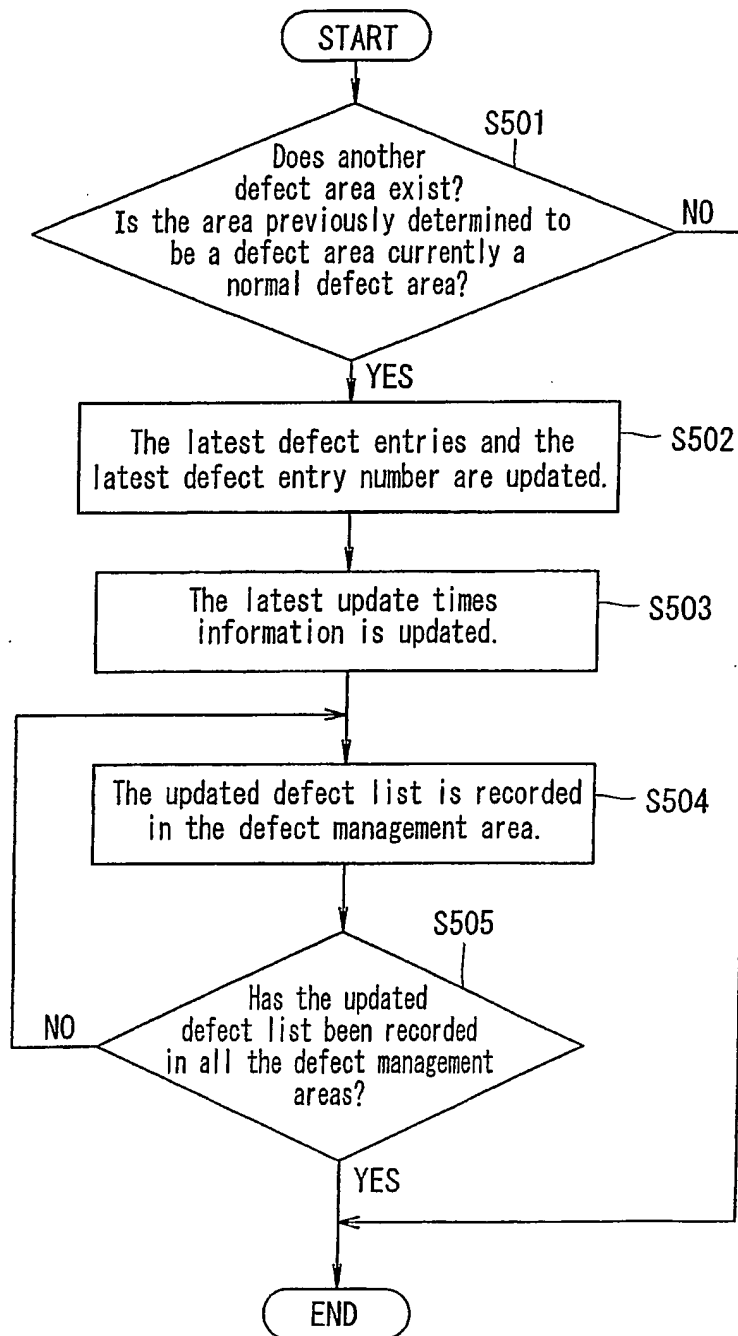 START
S501
Does another
defect area exist?
Is the area previously determined to
be a defect area currently a
normal defect area?
NO
YES
The latest defect entries and the
latest defect entry number are updated.
S502
The latest update times
information is updated.
S503
The updated defect list is recorded
in the defect management area.
S504
S505
Has the updated
defect list been recorded
in all the defect management
areas?
NO
YES
END